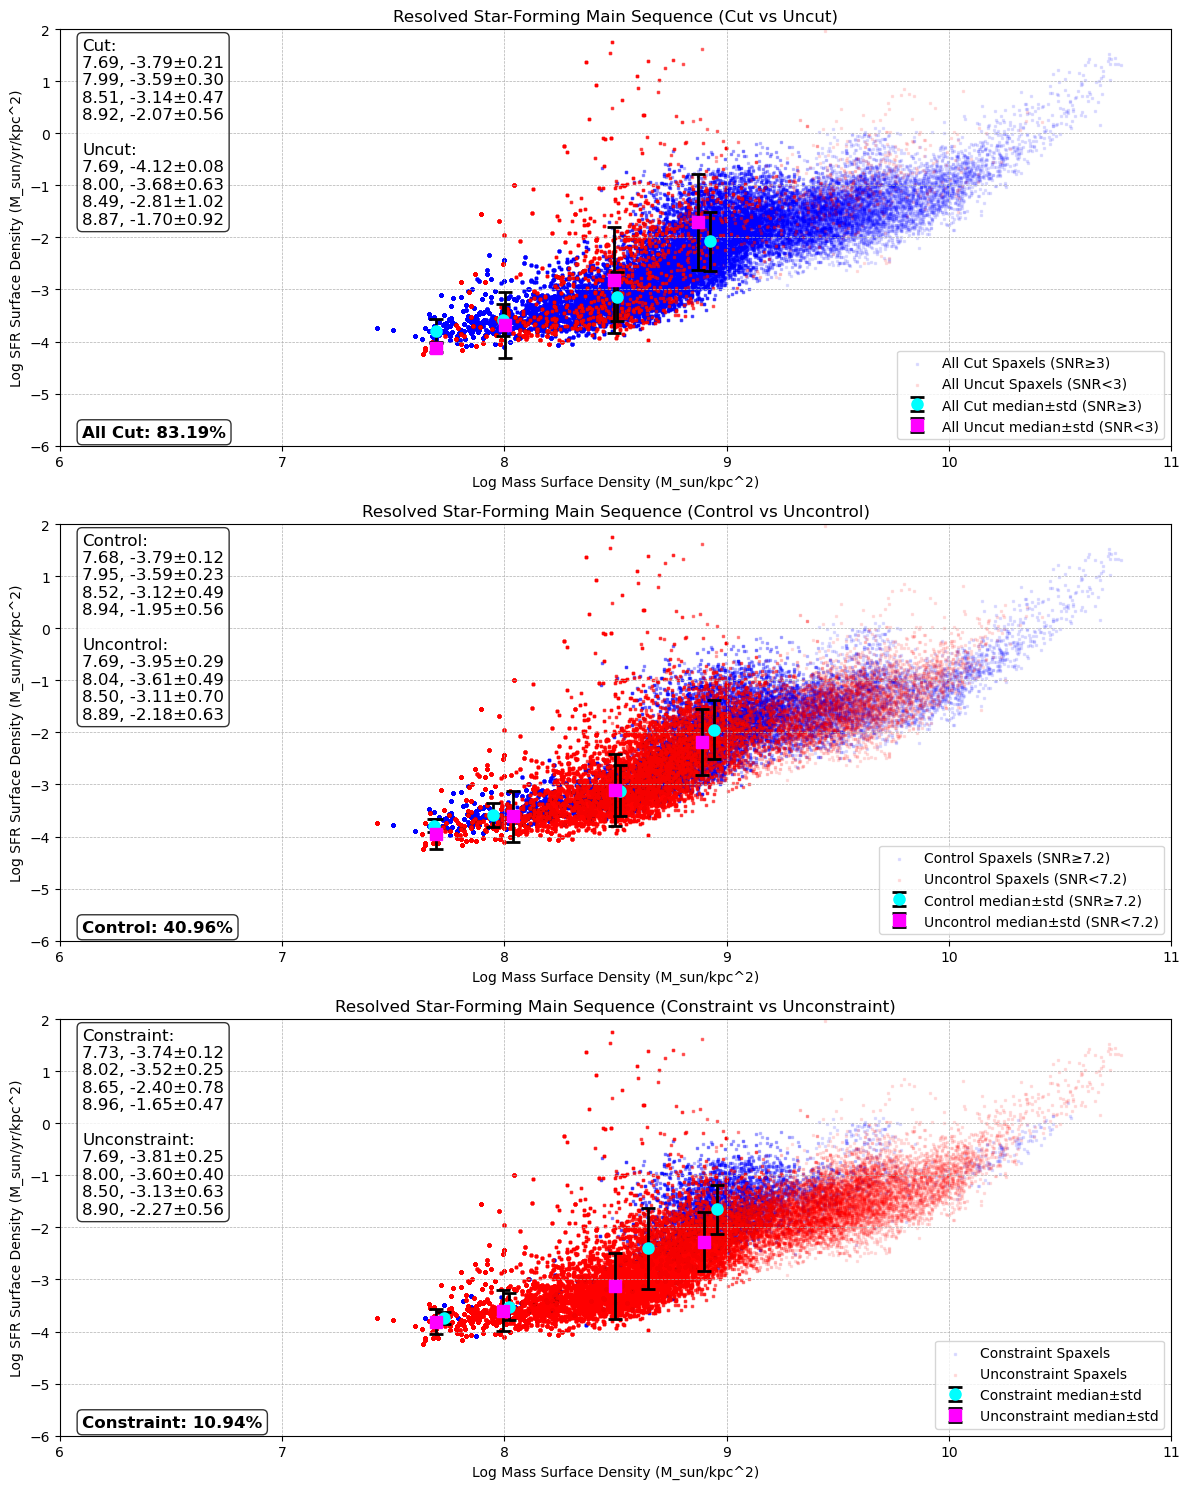 Resolved Star-Forming Main Sequence (Cut vs Uncut)
Log SFR Surface Density (M_sun/yr/kpc^2)
2
1
0
−1
−2
−3
−4
−5
−6
Cut:
7.69, -3.79±0.21
7.99, -3.59±0.30
8.51, -3.14±0.47
8.92, -2.07±0.56
Uncut:
7.69, -4.12±0.08
8.00, -3.68±0.63
8.49, -2.81±1.02
8.87, -1.70±0.92
All Cut: 83.19%
All Cut Spaxels (SNR≥3)
All Uncut Spaxels (SNR<3)
All Cut median±std (SNR≥3)
All Uncut median±std (SNR<3)
6 7 8 9 10 11
Log Mass Surface Density (M_sun/kpc^2)
Resolved Star-Forming Main Sequence (Control vs Uncontrol)
Log SFR Surface Density (M_sun/yr/kpc^2)
2
1
0
−1
−2
−3
−4
−5
−6
Control:
7.68, -3.79±0.12
7.95, -3.59±0.23
8.52, -3.12±0.49
8.94, -1.95±0.56
Uncontrol:
7.69, -3.95±0.29
8.04, -3.61±0.49
8.50, -3.11±0.70
8.89, -2.18±0.63
Control: 40.96%
Control Spaxels (SNR≥7.2)
Uncontrol Spaxels (SNR<7.2)
Control median±std (SNR≥7.2)
Uncontrol median±std (SNR<7.2)
6 7 8 9 10 11
Log Mass Surface Density (M_sun/kpc^2)
Resolved Star-Forming Main Sequence (Constraint vs Unconstraint)
Log SFR Surface Density (M_sun/yr/kpc^2)
2
1
0
−1
−2
−3
−4
−5
−6
Constraint:
7.73, -3.74±0.12
8.02, -3.52±0.25
8.65, -2.40±0.78
8.96, -1.65±0.47
Unconstraint:
7.69, -3.81±0.25
8.00, -3.60±0.40
8.50, -3.13±0.63
8.90, -2.27±0.56
Constraint: 10.94%
Constraint Spaxels
Unconstraint Spaxels
Constraint median±std
Unconstraint median±std
6 7 8 9 10 11
Log Mass Surface Density (M_sun/kpc^2)